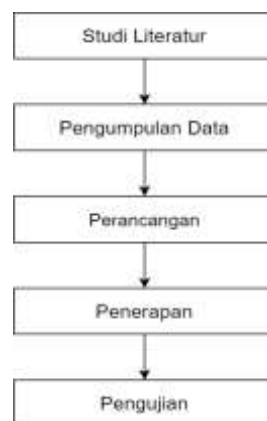 Studi Literatur
Pengumpulan Data
Perancangan
Penerapan
Pengujian